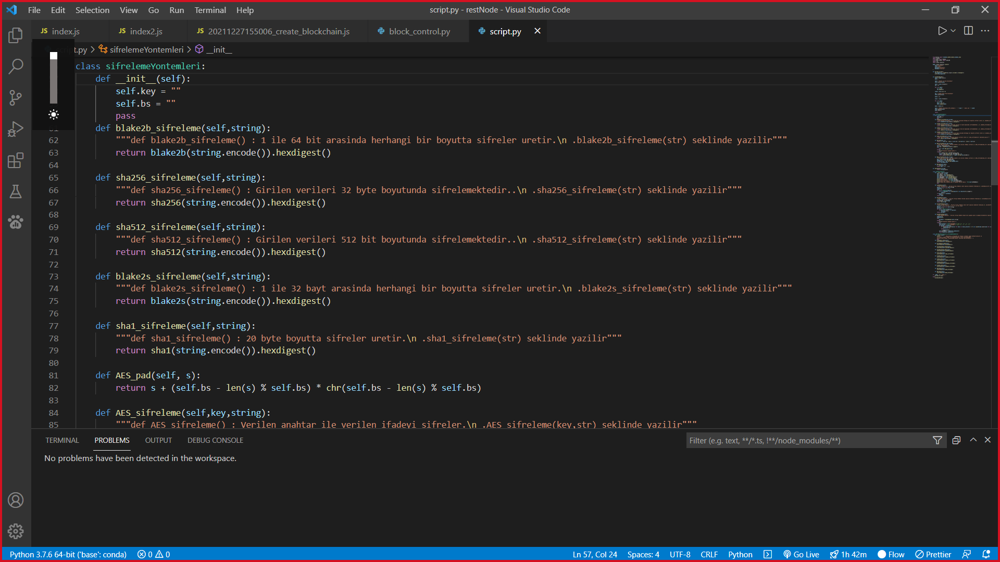 File Edit Selection View Go Run Terminal Help
script.py - restNode - Visual Studio Code
JS index.js
JS index2.js
JS 20211227155006_create_blockchain.js
block_control.py
script.py
script.py > sifrelemeYontemleri > __init__
class sifrelemeYontemleri:
def __init__(self):
self.key = ""
self.bs = ""
pass
61 def blake2b_sifreleme(self,string):
62 """def blake2b_sifreleme() : 1 ile 64 bit arasinda herhangi bir boyutta sifreler uretir.\n .blake2b_sifreleme(str) seklinde yazilir"""
63 return blake2b(string.encode()).hexdigest()
64
65 def sha256_sifreleme(self,string):
66 """def sha256_sifreleme() : Girilen verileri 32 byte boyutunda sifrelemektedir..\n .sha256_sifreleme(str) seklinde yazilir"""
67 return sha256(string.encode()).hexdigest()
68
69 def sha512_sifreleme(self,string):
70 """def sha512_sifreleme() : Girilen verileri 512 bit boyutunda sifrelemektedir..\n .sha512_sifreleme(str) seklinde yazilir"""
71 return sha512(string.encode()).hexdigest()
72
73 def blake2s_sifreleme(self,string):
74 """def blake2s_sifreleme() : 1 ile 32 bayt arasinda herhangi bir boyutta sifreler uretir.\n .blake2s_sifreleme(str) seklinde yazilir"""
75 return blake2s(string.encode()).hexdigest()
76
77 def sha1_sifreleme(self,string):
78 """def sha1_sifreleme() : 20 byte boyutta sifreler uretir.\n .sha1_sifreleme(str) seklinde yazilir"""
79 return sha1(string.encode()).hexdigest()
80
81 def AES_pad(self, s):
82 return s + (self.bs - len(s) % self.bs) * chr(self.bs - len(s) % self.bs)
83
84 def AES_sifreleme(self,key,string):
85 """def AES_sifreleme() : Verilen anahtar ile verilen ifadeyi sifreler.\n .AES_sifreleme(key,str) seklinde yazilir"""
TERMINAL PROBLEMS OUTPUT DEBUG CONSOLE
Filter (e.g. text, **/*.ts, !**/node_modules/**)
No problems have been detected in the workspace.
Python 3.7.6 64-bit ('base': conda) 0 0
Ln 57, Col 24 Spaces: 4 UTF-8 CRLF Python Go Live 1h 42m Flow Prettier